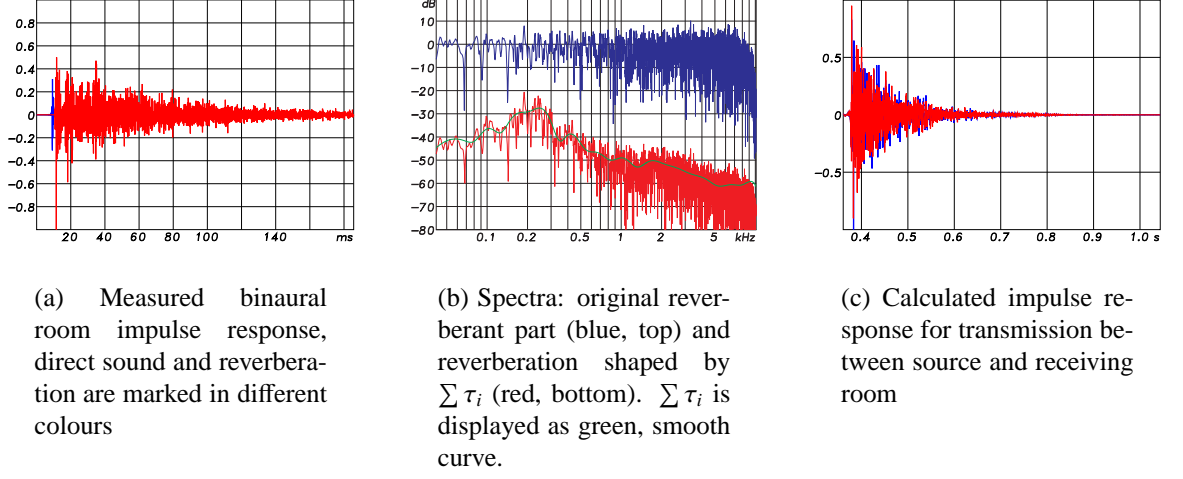 0.8
0.6
0.4
0.2
0
−0.2
−0.4
−0.6
−0.8
20 40 60 80 100 140 ms
dB
10
0
−10
−20
−30
−40
−50
−60
−70
−80
0.1 0.2 0.5 1 2 5 kHz
0.5
0
−0.5
0.4 0.5 0.6 0.7 0.8 0.9 1.0 s
(a) Measured binaural
room impulse response,
direct sound and reverbera-
tion are marked in different
colours
(b) Spectra: original rever-
berant part (blue, top) and
reverberation shaped by
∑ τᵢ (red, bottom). ∑ τᵢ is
displayed as green, smooth
curve.
(c) Calculated impulse re-
sponse for transmission be-
tween source and receiving
room